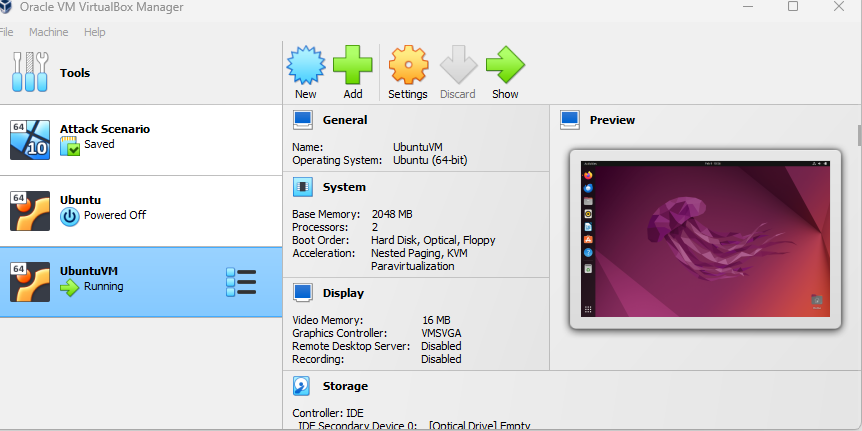 Oracle VM VirtualBox Manager
File Machine Help
Tools
New
Add
Settings
Discard
Show
64
10
Attack Scenario
Saved
64
Ubuntu
Powered Off
64
UbuntuVM
Running
General
Name: UbuntuVM
Operating System: Ubuntu (64-bit)
System
Base Memory: 2048 MB
Processors: 2
Boot Order: Hard Disk, Optical, Floppy
Acceleration: Nested Paging, KVM
Paravirtualization
Display
Video Memory: 16 MB
Graphics Controller: VMSVGA
Remote Desktop Server: Disabled
Recording: Disabled
Storage
Controller: IDE
IDE Secondary Device 0: [Optical Drive] Empty
Preview